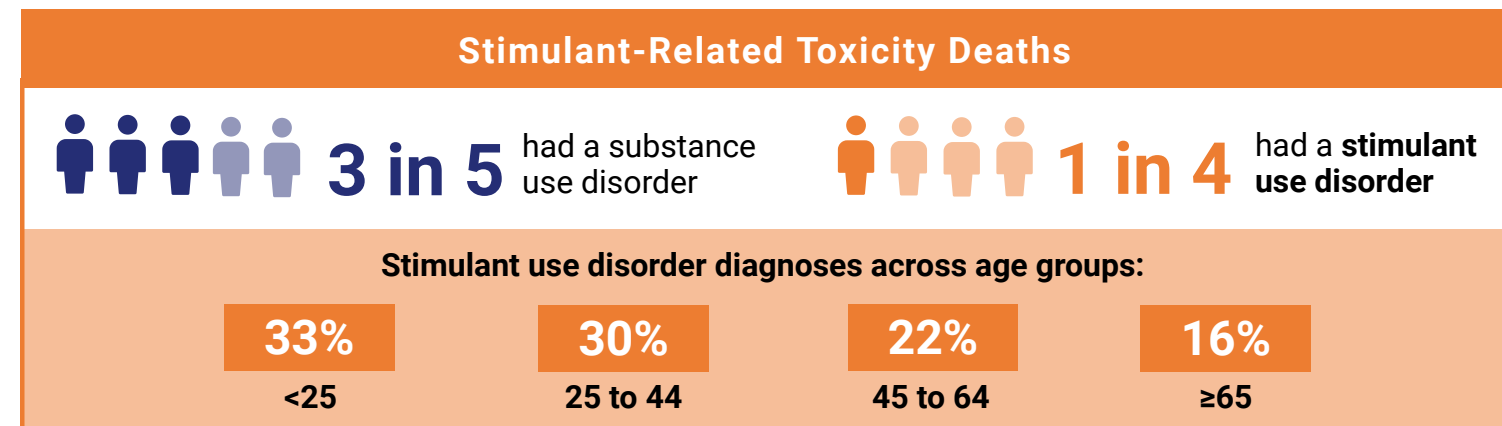 Stimulant-Related Toxicity Deaths
3 in 5
had a substance
use disorder
1 in 4
had a stimulant
use disorder
Stimulant use disorder diagnoses across age groups:
33% 30% 22% 16%
<25 25 to 44 45 to 64 ≥65